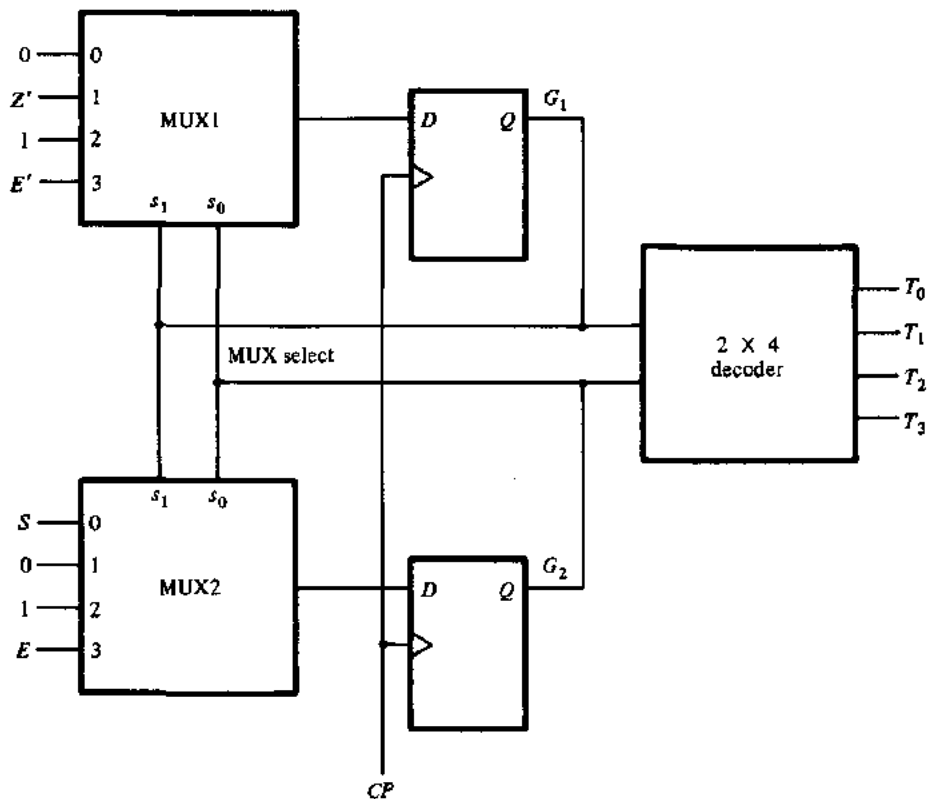 0
0
Z'
1
MUX1
1
2
E'
3
s₁
s₀
D
Q
G₁
MUX select
2 X 4
decoder
T₀
T₁
T₂
T₃
s₁
s₀
S
0
0
1
MUX2
1
2
E
3
D
Q
G₂
CP